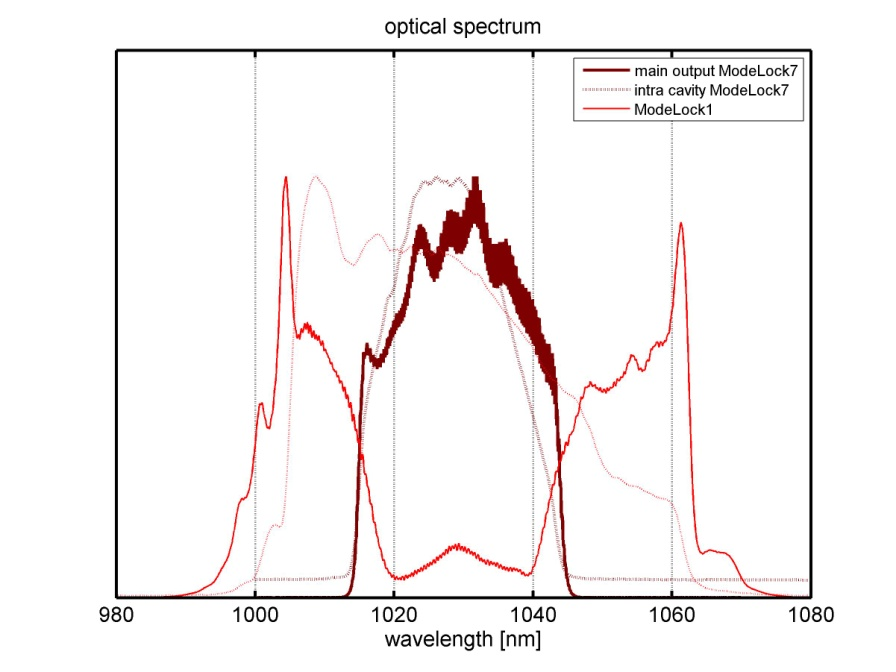 optical spectrum
main output ModeLock7
intra cavity ModeLock7
ModeLock1
980 1000 1020 1040 1060 1080
wavelength [nm]